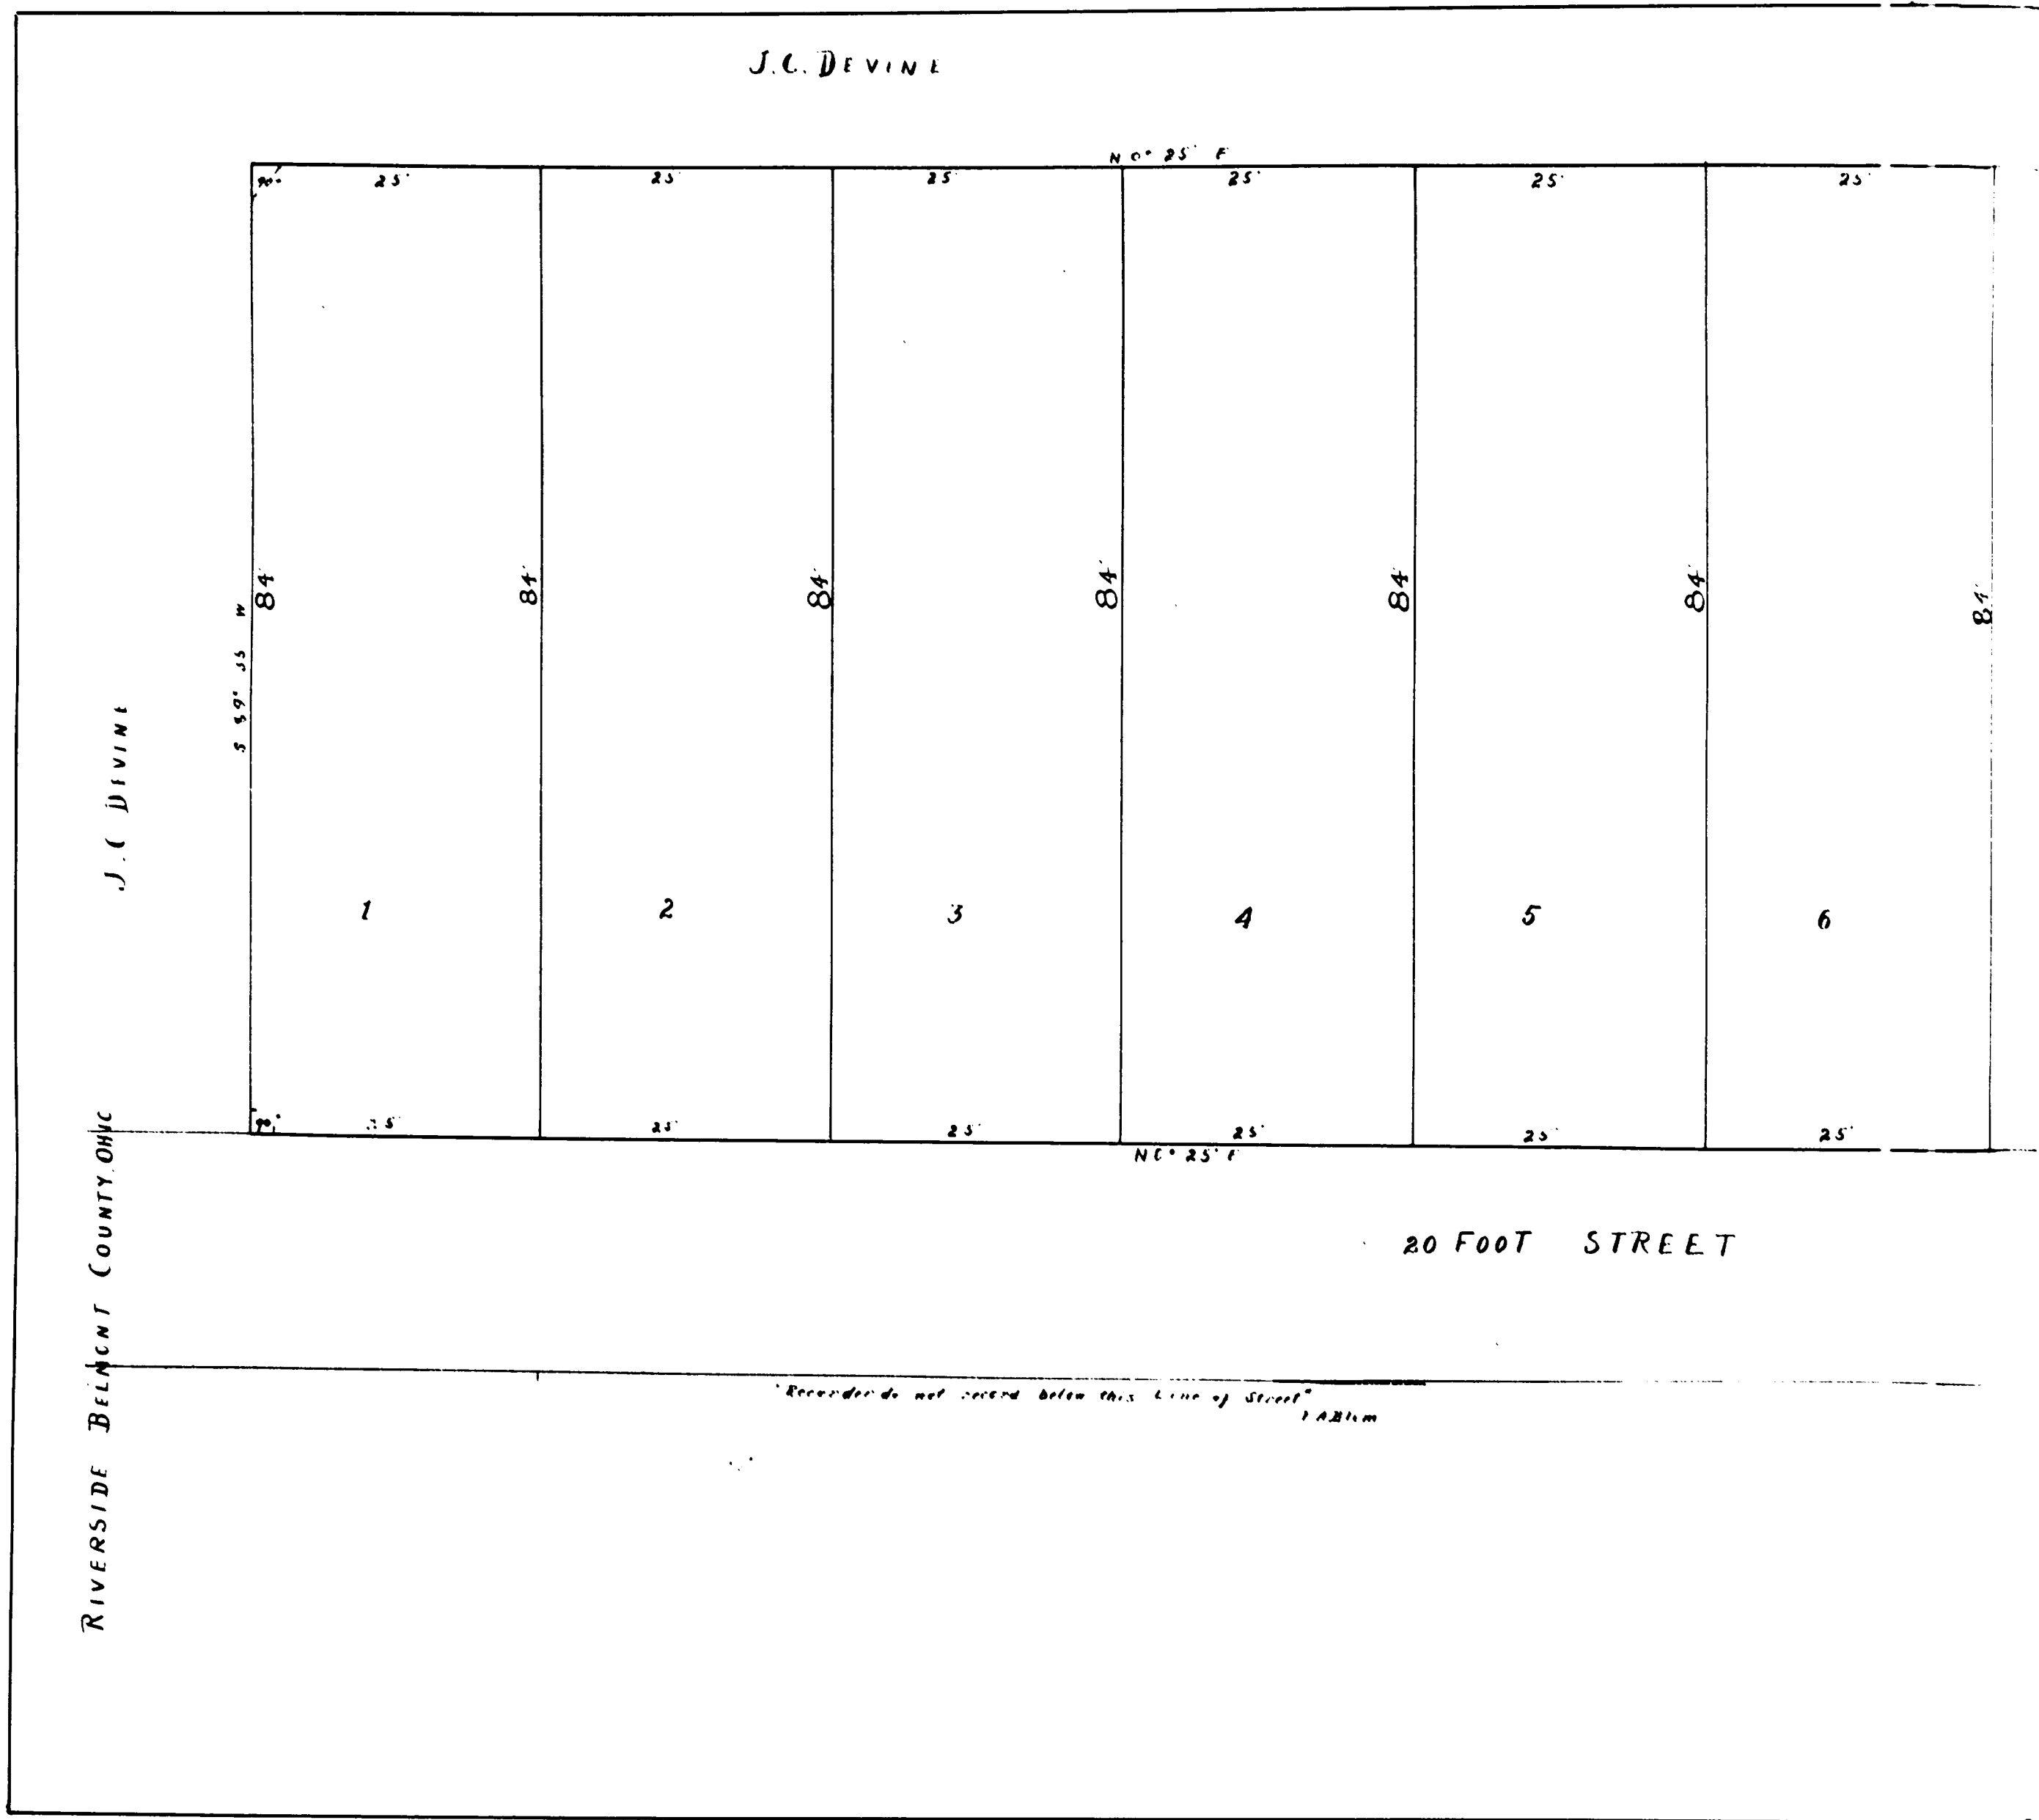 J.C. DEVINE
N 0° 25' E
90° 25' 25' 25' 25' 25' 25'
84' 84' 84' 84' 84' 84' 84'
S 89° 35 W
J.C DEVINE
1 2 3 4 5 6
90° 25' 25' 25' 25' 25' 25'
N 0° 25' E
RIVERSIDE BELMONT COUNTY, OHIO
20 FOOT STREET
"Recorder do not record below this Line of Street"